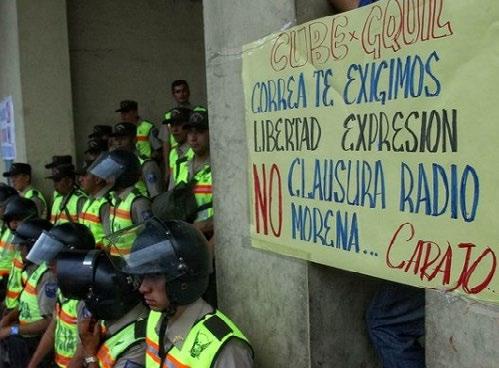 CUBE × GQUIL
CORREA TE EXIGIMOS
LIBERTAD EXPRESION
NO CLAUSURA RADIO
MORENA... CARAJO..